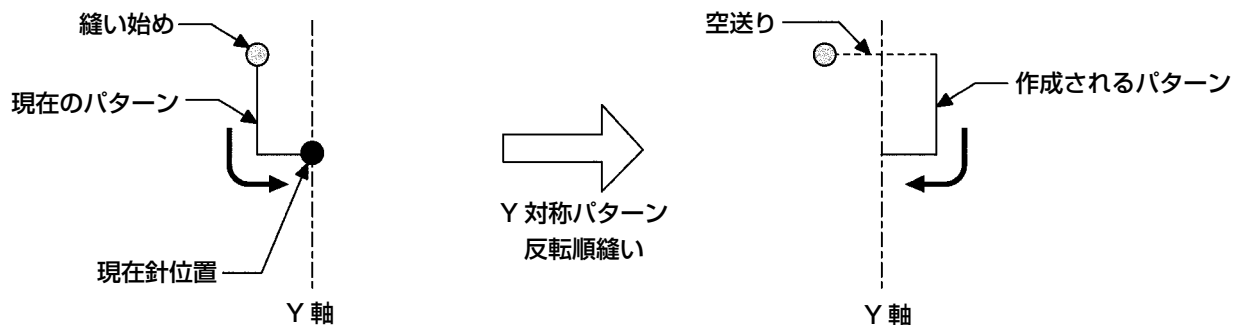 縫い始め
現在のパターン
現在針位置
Y 軸
Y 対称パターン
反転順縫い
空送り
作成されるパターン
Y 軸